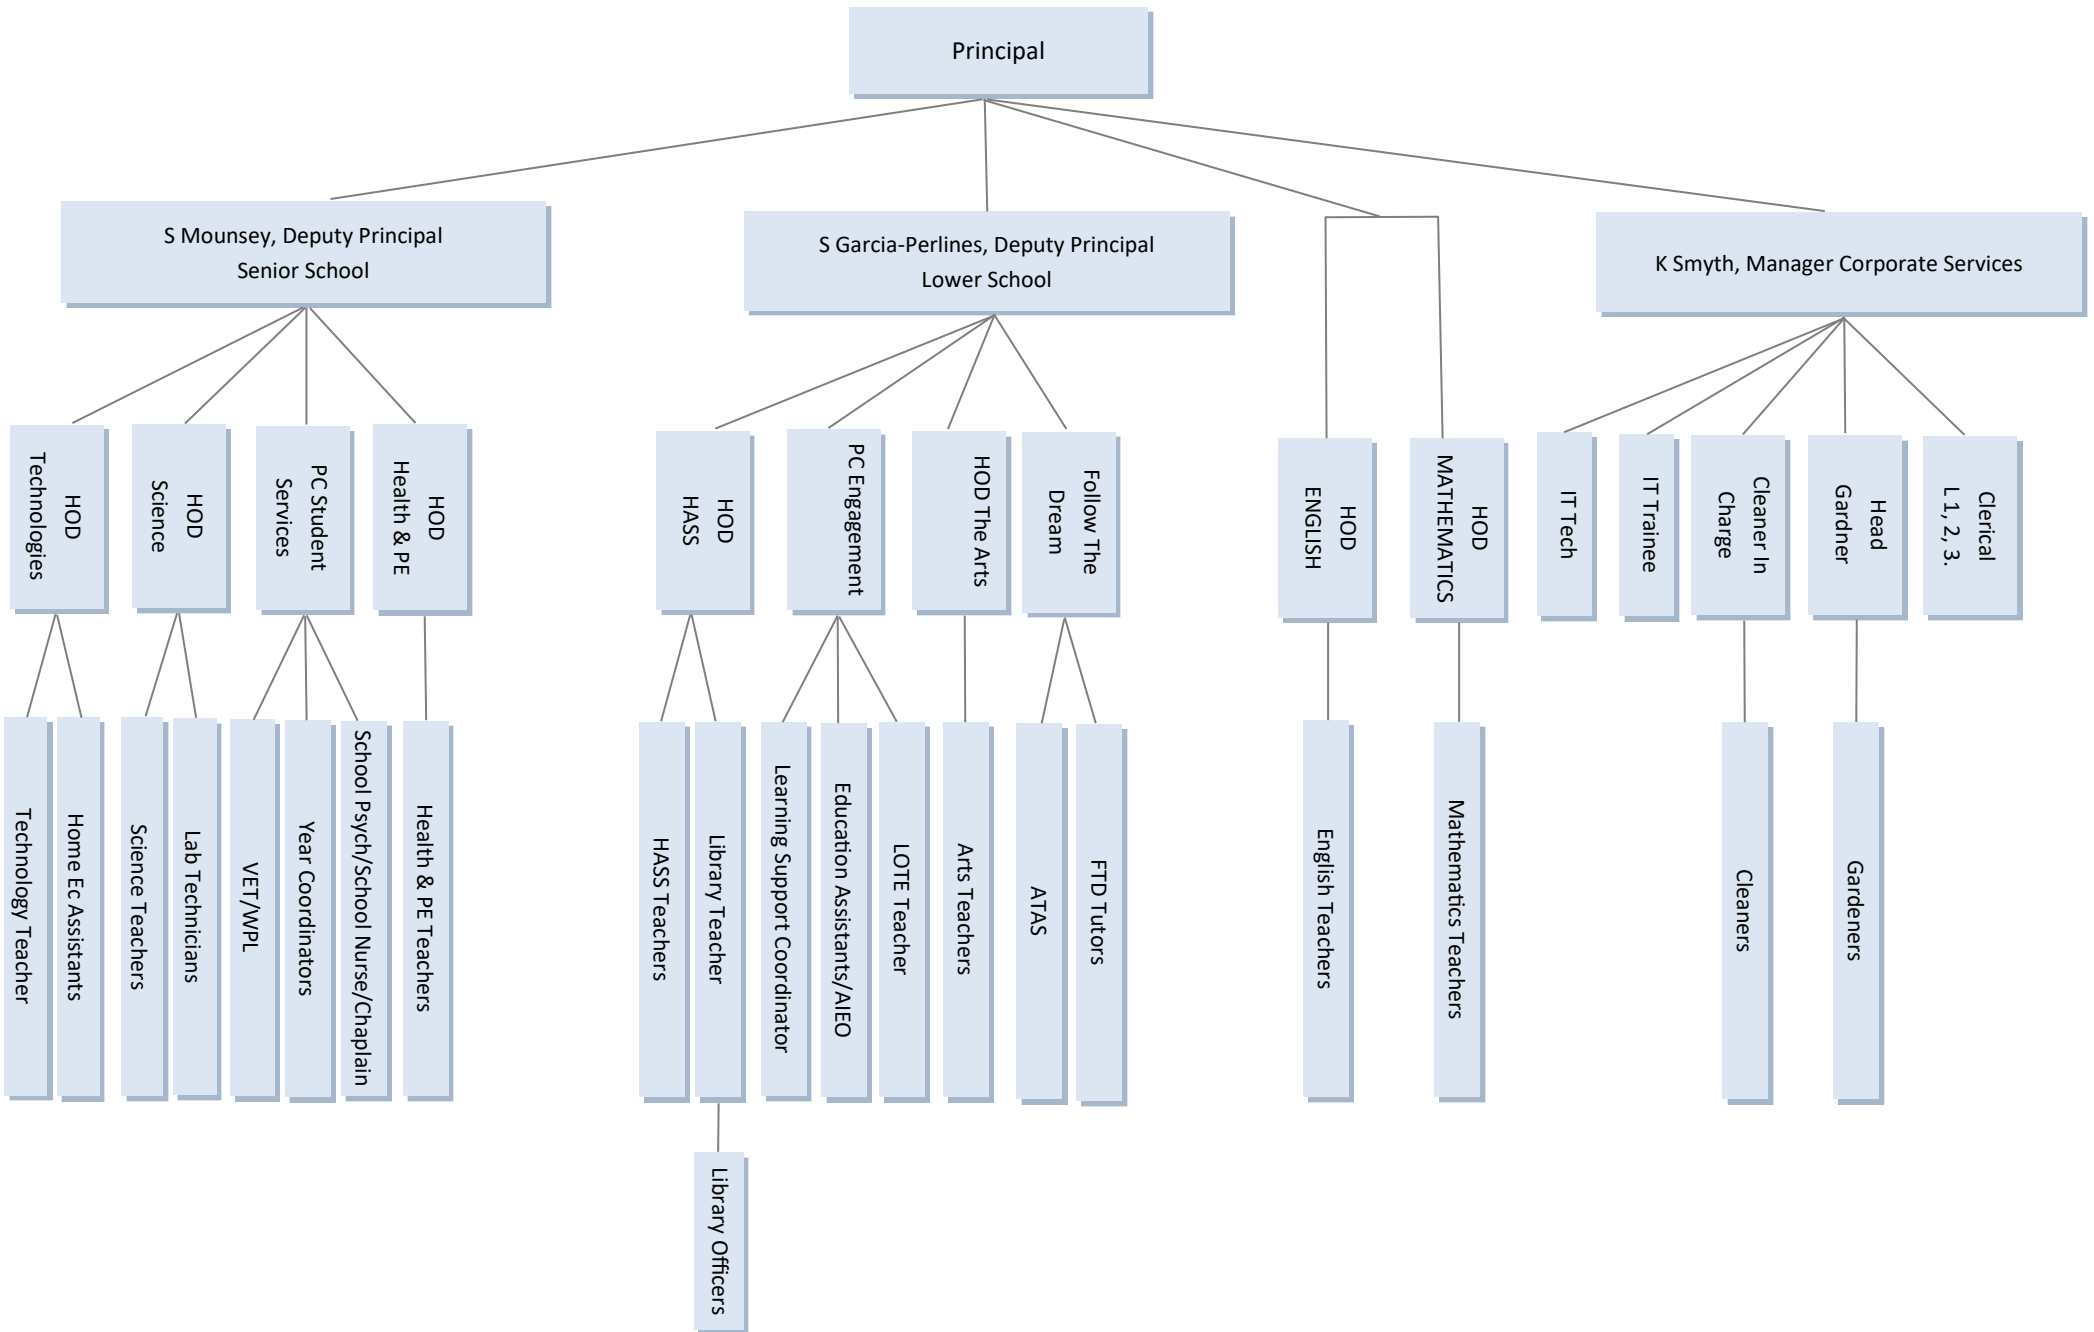 Principal
S Mounsey, Deputy Principal
Senior School
S Garcia-Perlines, Deputy Principal
Lower School
K Smyth, Manager Corporate Services
HOD
Technologies
HOD
Science
PC Student
Services
HOD
Health & PE
HOD
HASS
PC Engagement
HOD The Arts
Follow The
Dream
HOD
ENGLISH
HOD
MATHEMATICS
IT Tech
IT Trainee
Cleaner In
Charge
Head
Gardner
Clerical
L 1, 2, 3.
Technology Teacher
Home Ec Assistants
Science Teachers
Lab Technicians
VET/WPL
Year Coordinators
School Psych/School Nurse/Chaplain
Health & PE Teachers
HASS Teachers
Library Teacher
Learning Support Coordinator
Education Assistants/AIEO
LOTE Teacher
Arts Teachers
ATAS
FTD Tutors
English Teachers
Mathematics Teachers
Cleaners
Gardeners
Library Officers